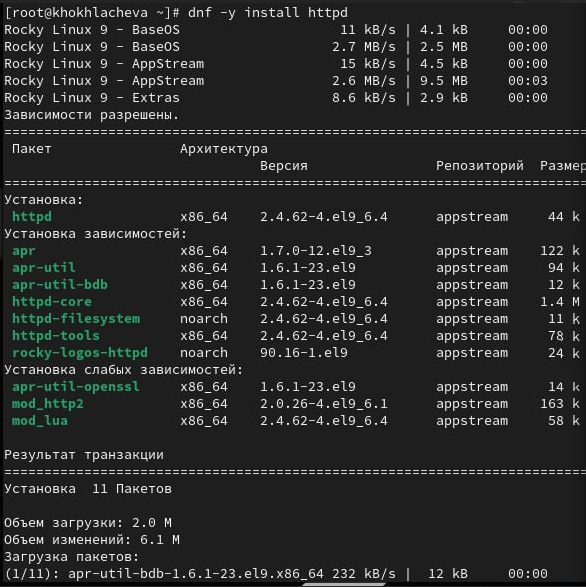 [root@khokhlacheva ~]# dnf -y install httpd
Rocky Linux 9 - BaseOS 11 kB/s | 4.1 kB 00:00
Rocky Linux 9 - BaseOS 2.7 MB/s | 2.5 MB 00:00
Rocky Linux 9 - AppStream 15 kB/s | 4.5 kB 00:00
Rocky Linux 9 - AppStream 2.6 MB/s | 9.5 MB 00:03
Rocky Linux 9 - Extras 8.6 kB/s | 2.9 kB 00:00
Зависимости разрешены.
================================================================================
Пакет Архитектура
Версия Репозиторий Размер
================================================================================
Установка:
httpd x86_64 2.4.62-4.el9_6.4 appstream 44 k
Установка зависимостей:
apr x86_64 1.7.0-12.el9_3 appstream 122 k
apr-util x86_64 1.6.1-23.el9 appstream 94 k
apr-util-bdb x86_64 1.6.1-23.el9 appstream 12 k
httpd-core x86_64 2.4.62-4.el9_6.4 appstream 1.4 M
httpd-filesystem noarch 2.4.62-4.el9_6.4 appstream 11 k
httpd-tools x86_64 2.4.62-4.el9_6.4 appstream 78 k
rocky-logos-httpd noarch 90.16-1.el9 appstream 24 k
Установка слабых зависимостей:
apr-util-openssl x86_64 1.6.1-23.el9 appstream 14 k
mod_http2 x86_64 2.0.26-4.el9_6.1 appstream 163 k
mod_lua x86_64 2.4.62-4.el9_6.4 appstream 58 k
Результат транзакции
================================================================================
Установка 11 Пакетов
Объем загрузки: 2.0 M
Объем изменений: 6.1 M
Загрузка пакетов:
(1/11): apr-util-bdb-1.6.1-23.el9.x86_64 232 kB/s | 12 kB 00:00